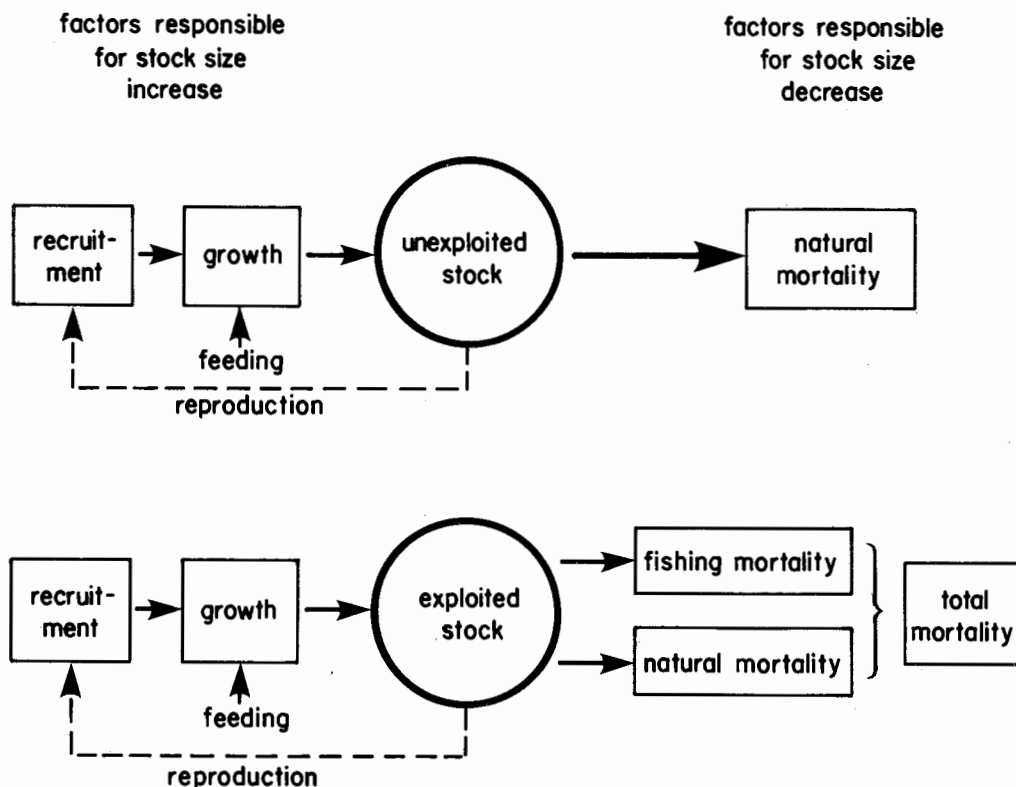 factors responsible
for stock size
increase
factors responsible
for stock size
decrease
recruit-
ment
growth
unexploited
stock
natural
mortality
feeding
reproduction
recruit-
ment
growth
exploited
stock
fishing mortality
natural mortality
total
mortality
feeding
reproduction